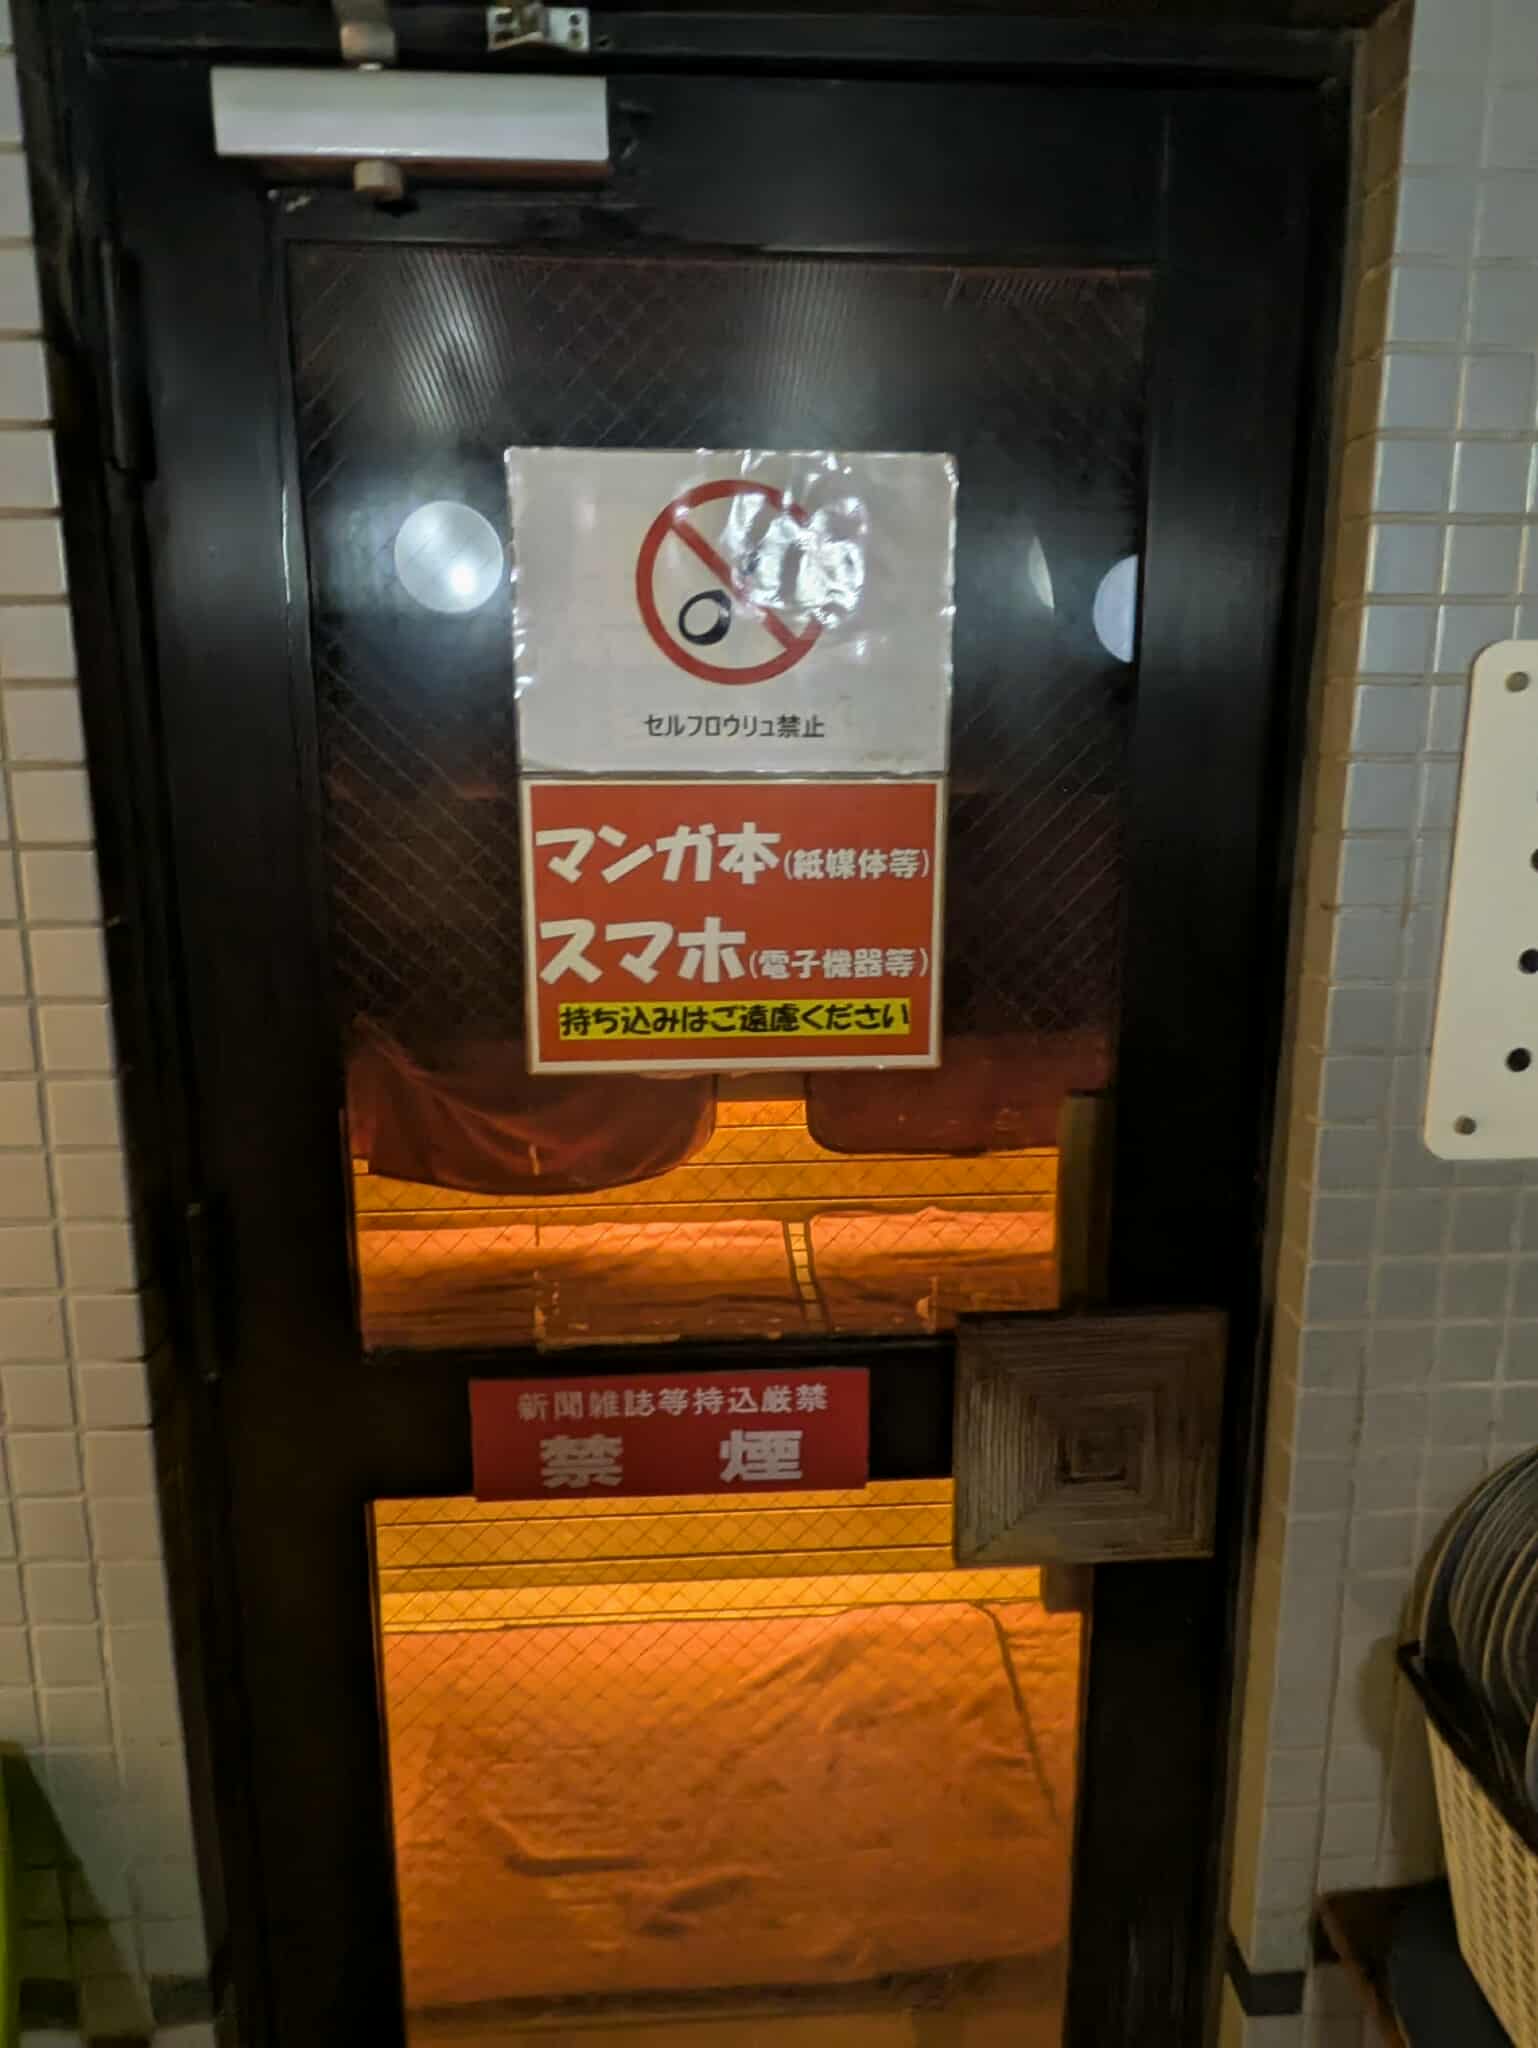 セルフロウリュ禁止
マンガ本(紙媒体等)
スマホ(電子機器等)
持ち込みはご遠慮ください
新聞雑誌等持込厳禁
禁 煙